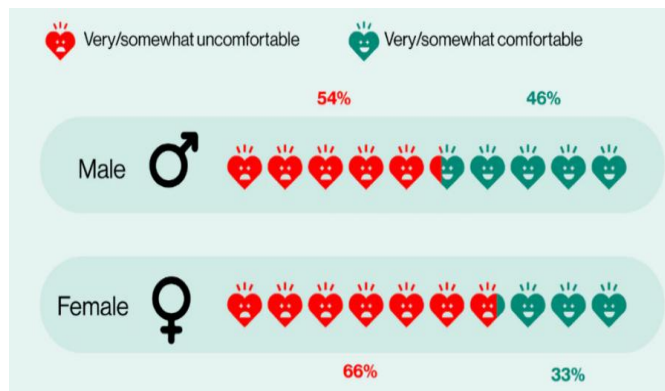 Very/somewhat uncomfortable
Very/somewhat comfortable
54%
46%
Male
Female
66%
33%